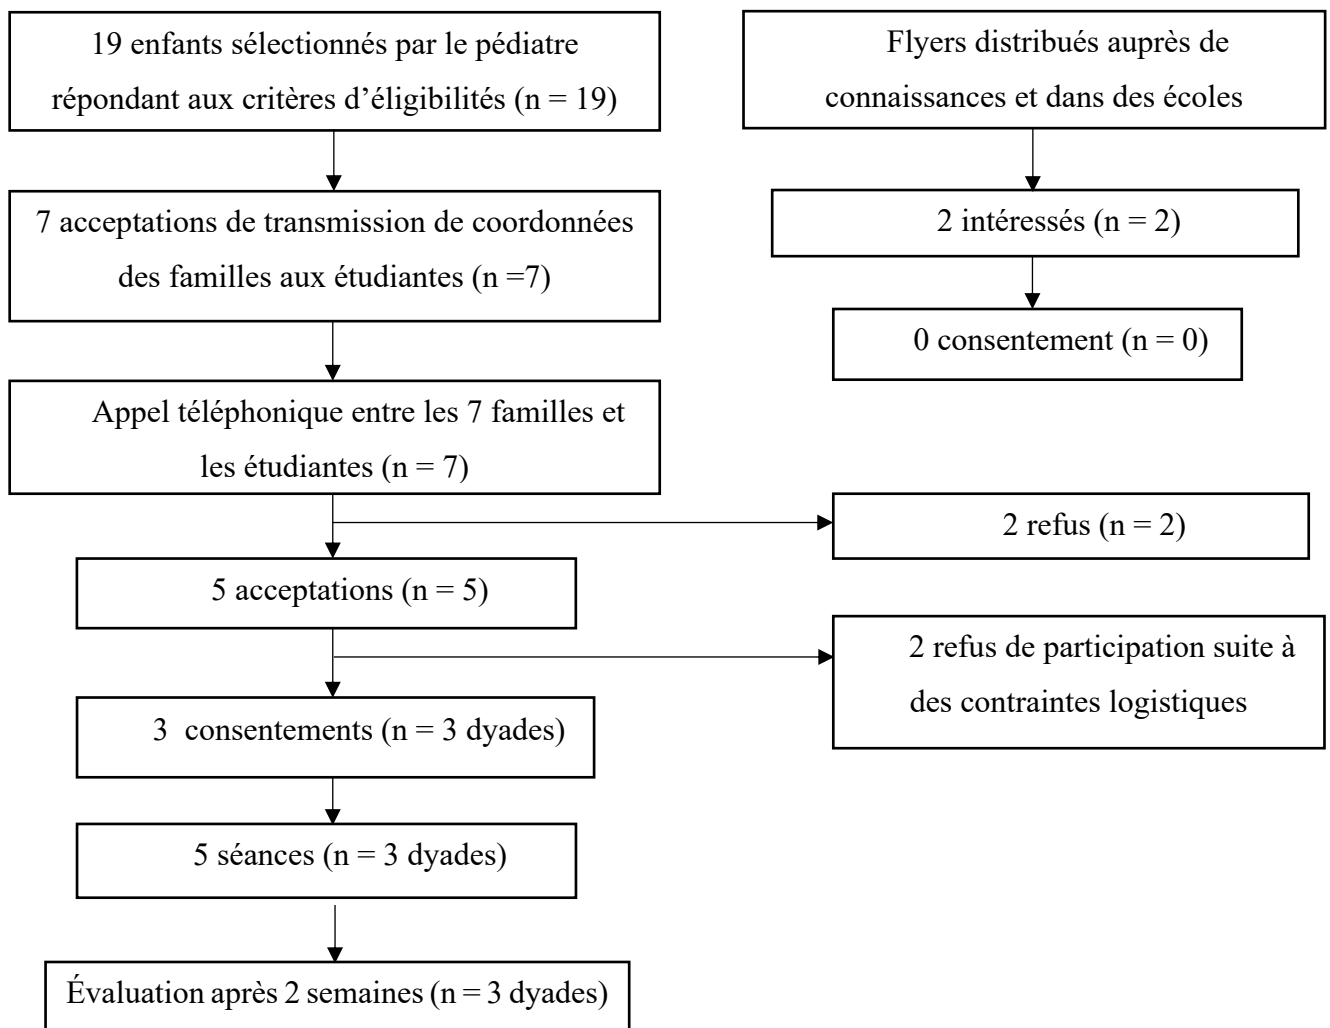 19 enfants sélectionnés par le pédiatre
répondant aux critères d’éligibilités (n = 19)
Flyers distribués auprès de
connaissances et dans des écoles
7 acceptations de transmission de coordonnées
des familles aux étudiantes (n =7)
2 intéressés (n = 2)
0 consentement (n = 0)
Appel téléphonique entre les 7 familles et
les étudiantes (n = 7)
2 refus (n = 2)
5 acceptations (n = 5)
2 refus de participation suite à
des contraintes logistiques
3 consentements (n = 3 dyades)
5 séances (n = 3 dyades)
Évaluation après 2 semaines (n = 3 dyades)